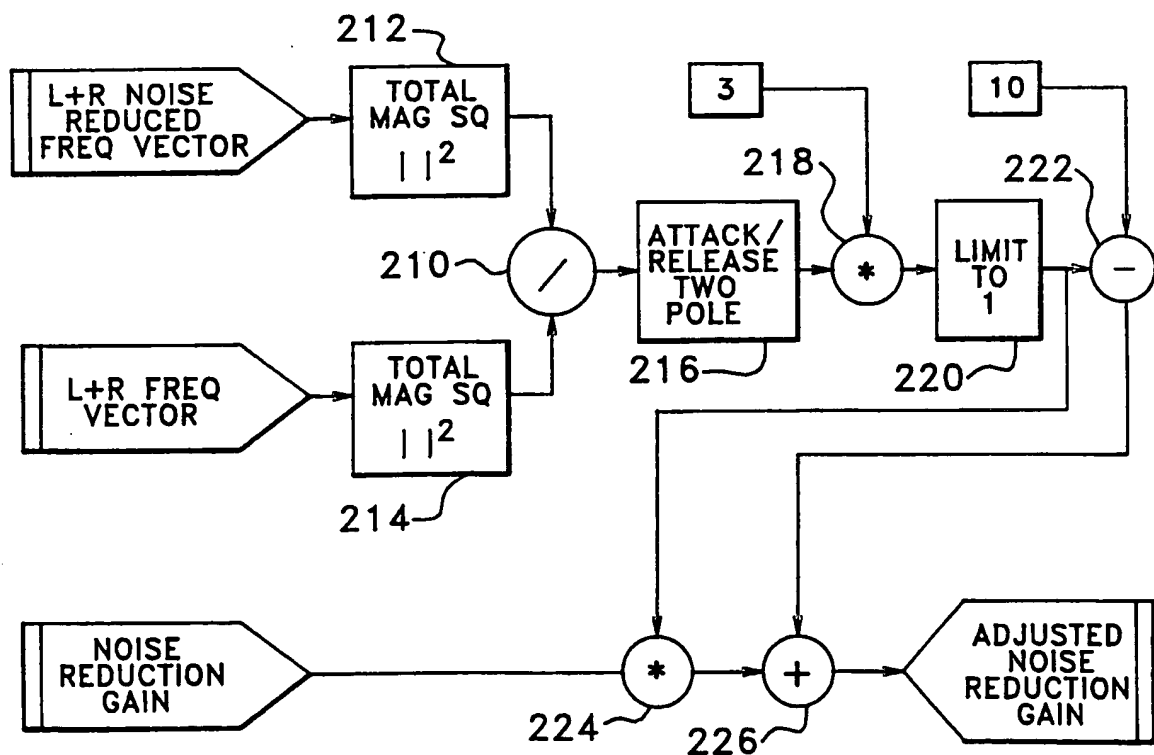 212
L+R NOISE
REDUCED
FREQ VECTOR
TOTAL
MAG SQ
| |²
3
10
218
222
210
/
ATTACK/
RELEASE
TWO
POLE
*
LIMIT
TO
1
-
216
220
L+R FREQ
VECTOR
TOTAL
MAG SQ
| |²
214
NOISE
REDUCTION
GAIN
*
+
ADJUSTED
NOISE
REDUCTION
GAIN
224
226